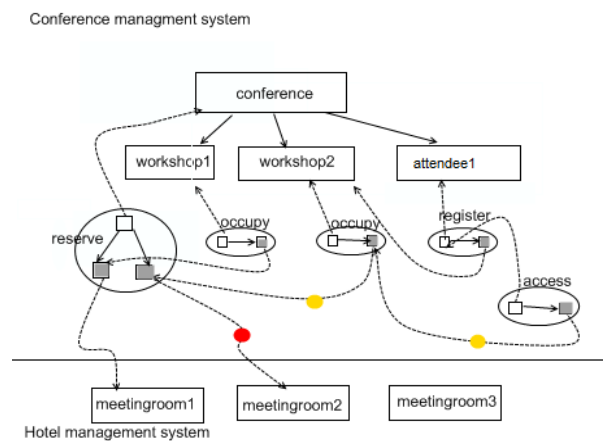 Conference managment system
conference
workshop1
workshop2
attendee1
reserve
occupy
occupy
register
access
meetingroom1
meetingroom2
meetingroom3
Hotel management system